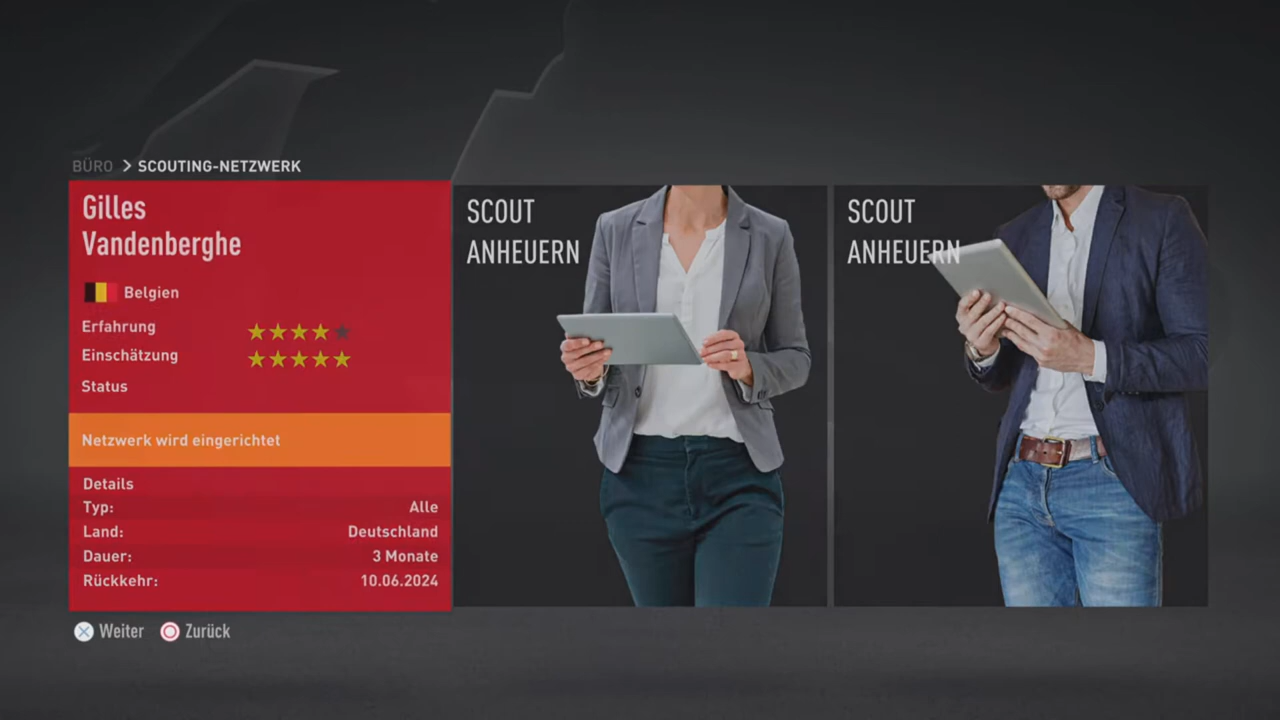 BÜRO > SCOUTING-NETZWERK
Gilles
Vandenberghe
Belgien
Erfahrung
Einschätzung
Status
Netzwerk wird eingerichtet
Details
Typ: Alle
Land: Deutschland
Dauer: 3 Monate
Rückkehr: 10.06.2024
SCOUT
ANHEUERN
SCOUT
ANHEUERN
Weiter Zurück